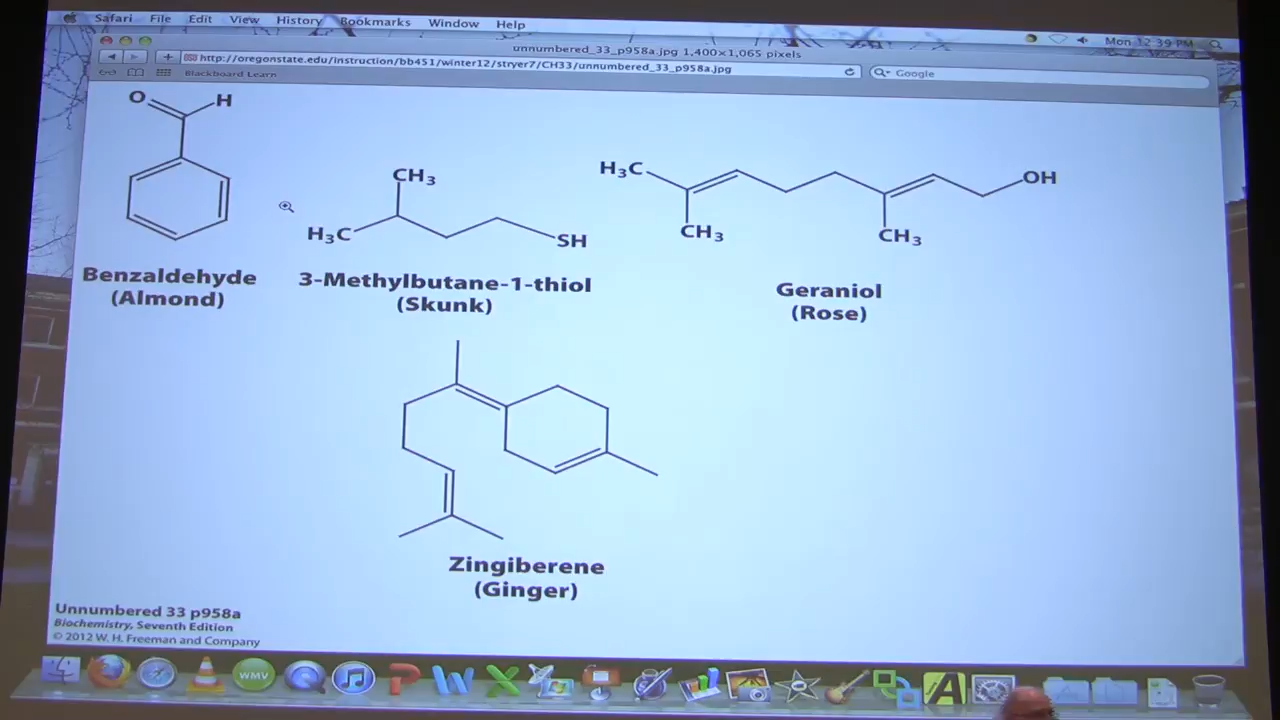 Safari File Edit View History Bookmarks Window Help
Mon 12:39 PM
unnumbered_33_p958a.jpg 1,400×1,065 pixels
http://oregonstate.edu/instruction/bb451/winter12/stryer7/CH33/unnumbered_33_p958a.jpg
Google
Blackboard Learn
O H
CH3
H3C
SH
H3C
OH
CH3
CH3
Benzaldehyde
(Almond)
3-Methylbutane-1-thiol
(Skunk)
Geraniol
(Rose)
Zingiberene
(Ginger)
Unnumbered 33 p958a
Biochemistry, Seventh Edition
© 2012 W. H. Freeman and Company
WMV
P W X
A